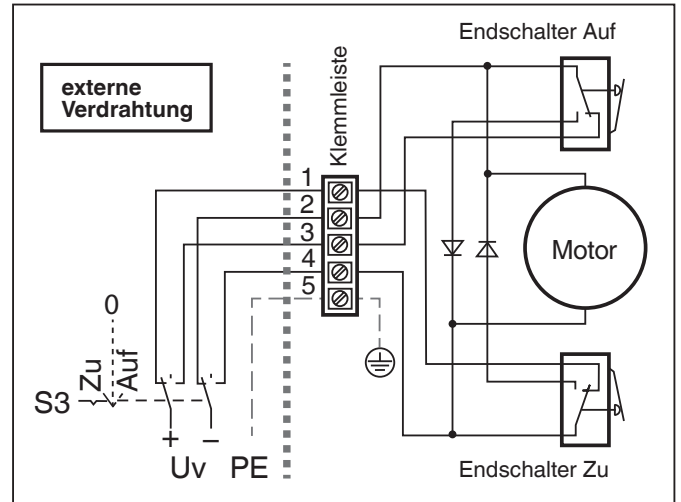 Endschalter Auf
externe
Verdrahtung
Klemmleiste
1
2
3
4
5
Motor
0
Zu
Auf
S3
+
–
Uv
PE
Endschalter Zu